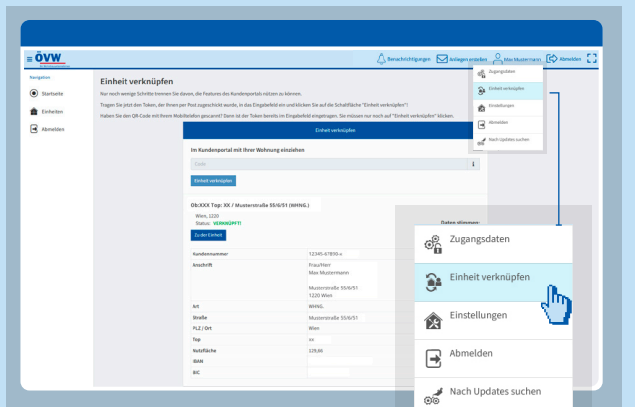 ÖVW
Benachrichtigungen
Anliegen erstellen
Max Mustermann
Abmelden
Navigation
Startseite
Einheiten
Abmelden
Einheit verknüpfen
Nur noch wenige Schritte trennen Sie davon, die Features des Kundenportals nützen zu können.
Tragen Sie jetzt den Token, der Ihnen per Post zugeschickt wurde, in das Eingabefeld ein und klicken Sie auf die Schaltfläche "Einheit verknüpfen"!
Haben Sie den QR-Code mit Ihrem Mobiltelefon gescannt? Dann ist der Token bereits im Eingabefeld eingetragen. Sie müssen nur noch auf "Einheit verknüpfen" klicken.
Zugangsdaten
Einheit verknüpfen
Einstellungen
Abmelden
Nach Updates suchen
Einheit verknüpfen
Im Kundenportal mit Ihrer Wohnung einziehen
Code
Einheit verknüpfen
Ob:XXX Top: XX / Musterstraße 55/6/51 (WHNG.)
Wien, 1220
Status: VERKNÜPFT!
Daten stimmen:
Zu der Einheit
Kundennummer 12345-67890.x
Anschrift Frau/Herr
Max Mustermann
Musterstraße 55/6/51
1220 Wien
Art WHNG.
Straße Musterstraße 55/6/51
PLZ / Ort Wien
Top xx
Nutzfläche 229,66
IBAN
BIC
Zugangsdaten
Einheit verknüpfen
Einstellungen
Abmelden
Nach Updates suchen